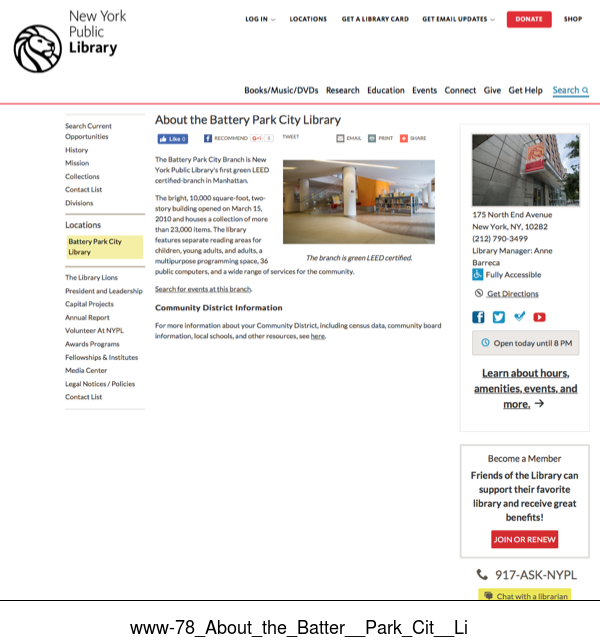 New York
Public
Library
LOG IN
LOCATIONS
GET A LIBRARY CARD
GET EMAIL UPDATES
DONATE
SHOP
Books/Music/DVDs Research Education Events Connect Give Get Help Search
Search Current
Opportunities
History
Mission
Collections
Contact List
Divisions
Locations
Battery Park City
Library
The Library Lions
President and Leadership
Capital Projects
Annual Report
Volunteer At NYPL
Awards Programs
Fellowships & Institutes
Media Center
Legal Notices / Policies
Contact List
About the Battery Park City Library
Like 0
RECOMMEND
G+1 0
TWEET
EMAIL
PRINT
SHARE
The Battery Park City Branch is New
York Public Library's first green LEED
certified-branch in Manhattan.
The bright, 10,000 square-foot, two-
story building opened on March 15,
2010 and houses a collection of more
than 23,000 items. The library
features separate reading areas for
children, young adults, and adults, a
multipurpose programming space, 36
public computers, and a wide range of services for the community.
The branch is green LEED certified.
Search for events at this branch.
Community District Information
For more information about your Community District, including census data, community board
information, local schools, and other resources, see here.
175 North End Avenue
New York, NY, 10282
(212) 790-3499
Library Manager: Anne
Barreca
Fully Accessible
Get Directions
Open today until 8 PM
Learn about hours,
amenities, events, and
more. →
Become a Member
Friends of the Library can
support their favorite
library and receive great
benefits!
JOIN OR RENEW
917-ASK-NYPL
Chat with a librarian
www-78_About_the_Batter__Park_Cit__Li